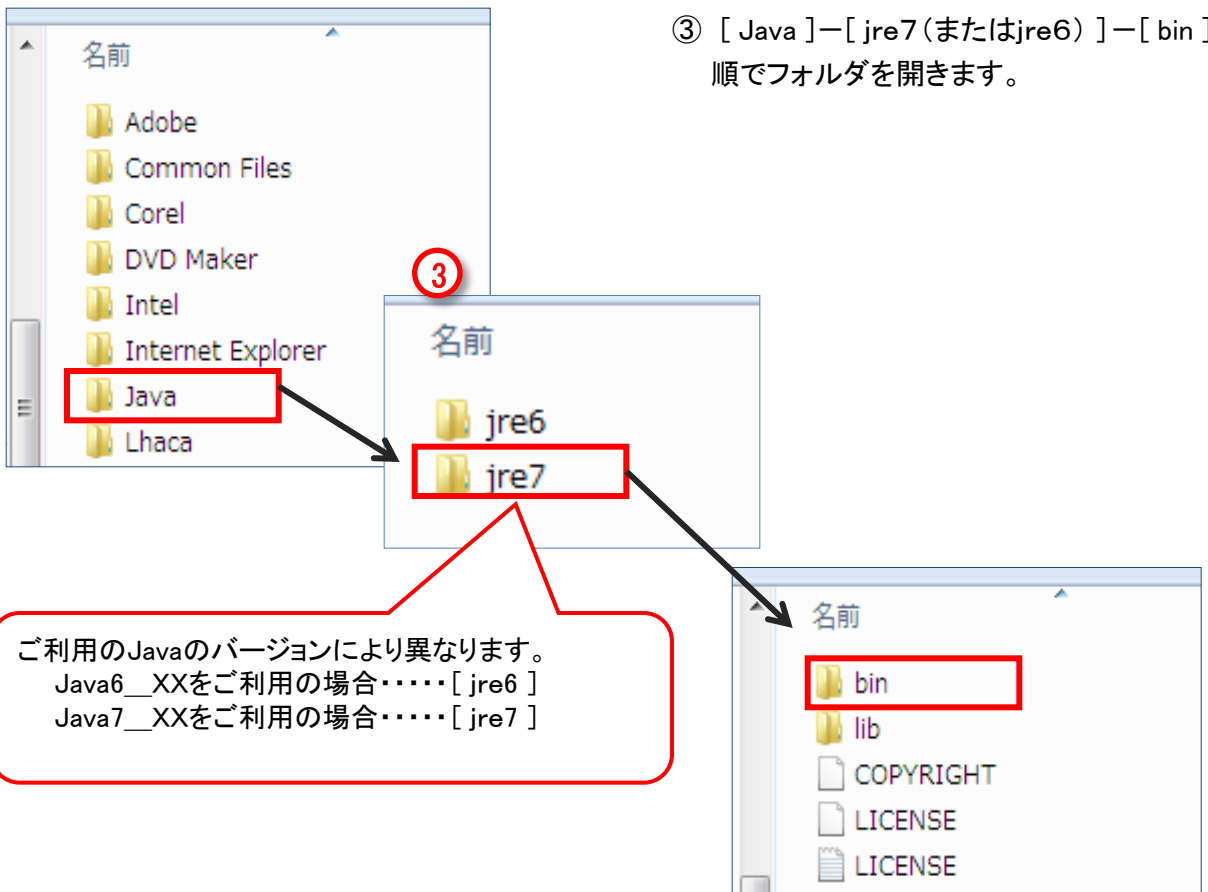 ③ [ Java ]－[ jre7(またはjre6) ]－[ bin ]
順でフォルダを開きます。
名前
Adobe
Common Files
Corel
DVD Maker
Intel
Internet Explorer
Java
Lhaca
3
名前
jre6
jre7
ご利用のJavaのバージョンにより異なります。
Java6__XXをご利用の場合・・・・・[ jre6 ]
Java7__XXをご利用の場合・・・・・[ jre7 ]
名前
bin
lib
COPYRIGHT
LICENSE
LICENSE